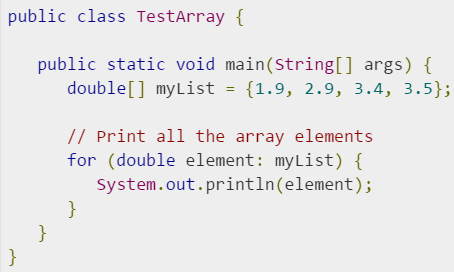 public class TestArray {
public static void main(String[] args) {
double[] myList = {1.9, 2.9, 3.4, 3.5};
// Print all the array elements
for (double element: myList) {
System.out.println(element);
}
}
}